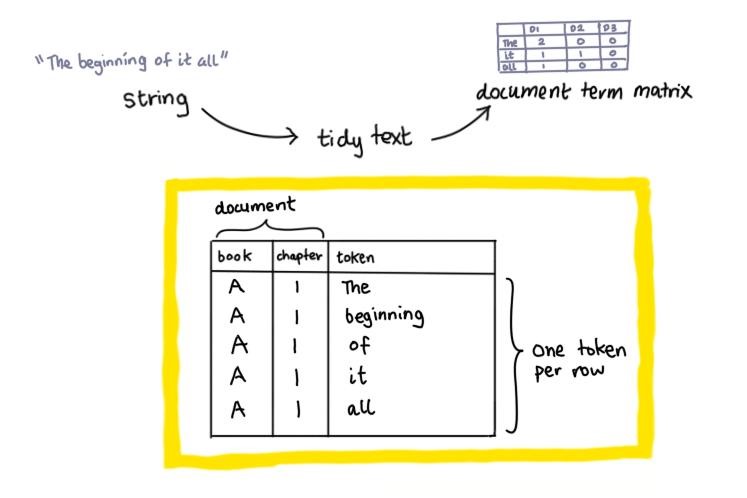 "The beginning of it all"
string
tidy text
D1 D2 D3
The 2 0 0
it 1 1 0
all 1 0 0
document term matrix
document
book chapter token
A 1 The
A 1 beginning
A 1 of
A 1 it
A 1 all
one token
per row